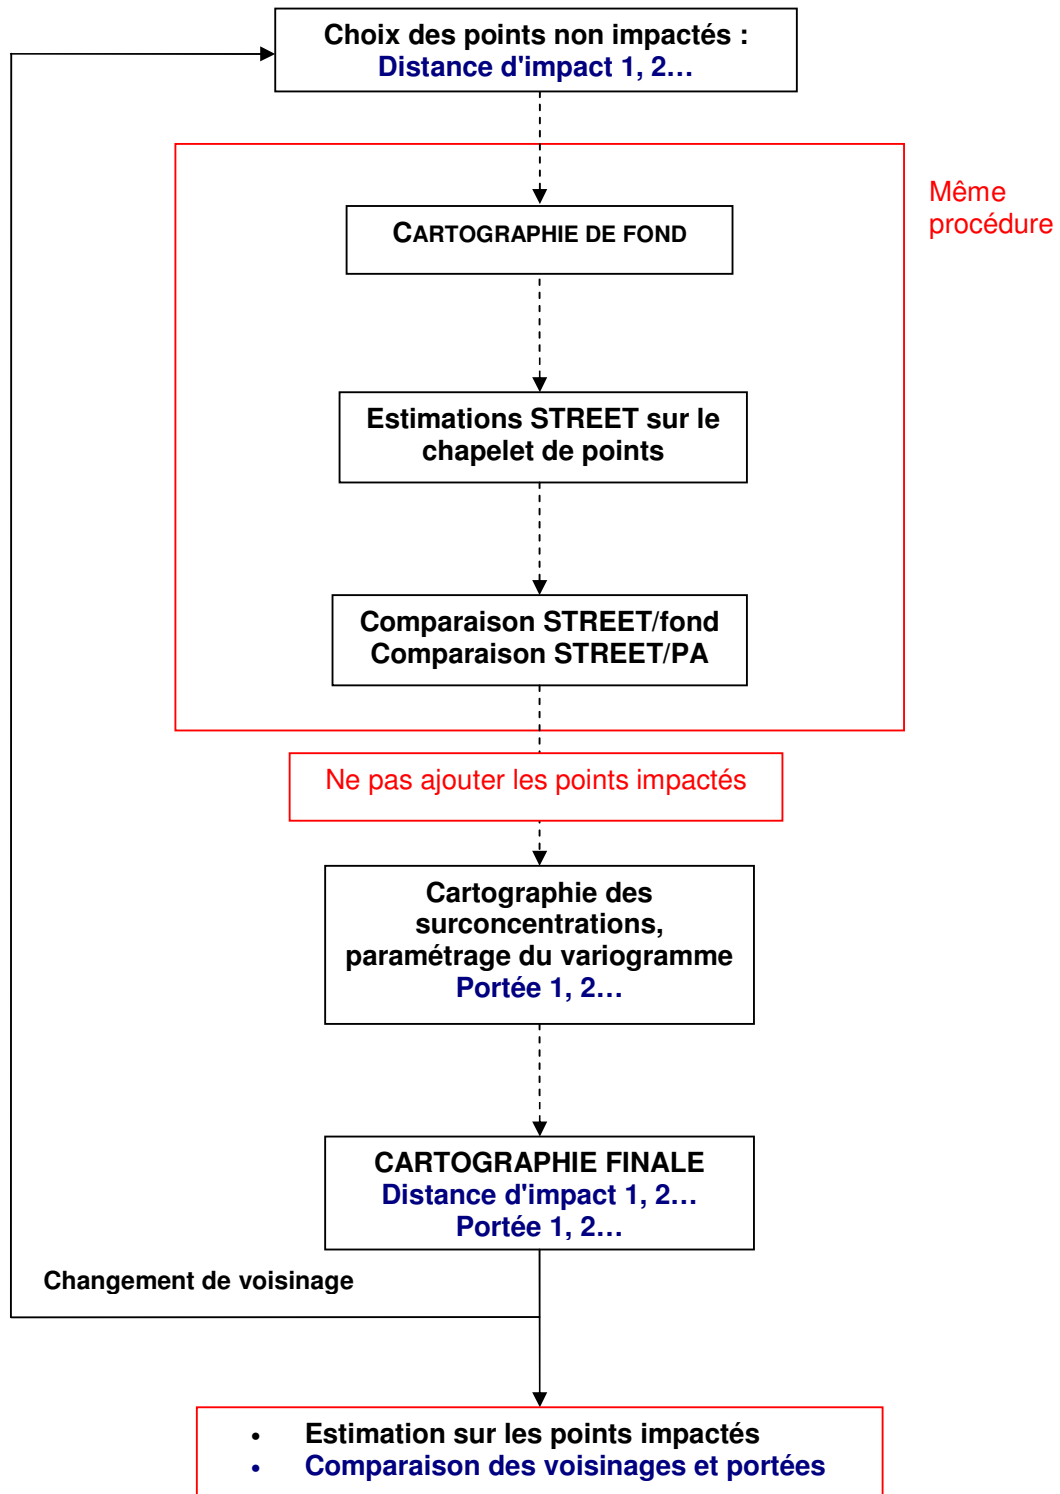 Choix des points non impactés :
Distance d'impact 1, 2...
Même
procédure
CARTOGRAPHIE DE FOND
Estimations STREET sur le
chapelet de points
Comparaison STREET/fond
Comparaison STREET/PA
Ne pas ajouter les points impactés
Cartographie des
surconcentrations,
paramétrage du variogramme
Portée 1, 2...
CARTOGRAPHIE FINALE
Distance d'impact 1, 2...
Portée 1, 2...
Changement de voisinage
• Estimation sur les points impactés
• Comparaison des voisinages et portées